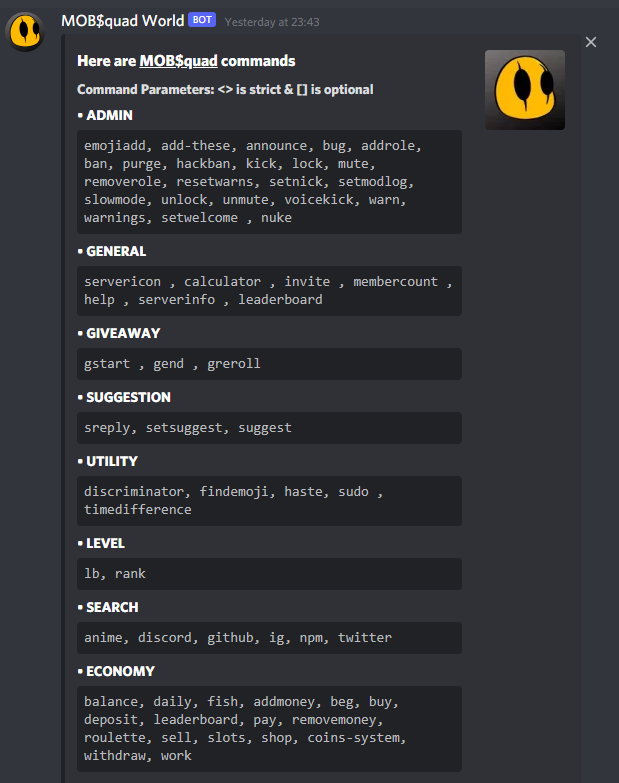 MOB$quad World BOT Yesterday at 23:43
Here are MOB$quad commands
Command Parameters: <> is strict & [] is optional
▪ ADMIN
emojiadd, add-these, announce, bug, addrole,
ban, purge, hackban, kick, lock, mute,
removerole, resetwarns, setnick, setmodlog,
slowmode, unlock, unmute, voicekick, warn,
warnings, setwelcome , nuke
▪ GENERAL
servericon , calculator , invite , membercount ,
help , serverinfo , leaderboard
▪ GIVEAWAY
gstart , gend , greroll
▪ SUGGESTION
sreply, setsuggest, suggest
▪ UTILITY
discriminator, findemoji, haste, sudo ,
timedifference
▪ LEVEL
lb, rank
▪ SEARCH
anime, discord, github, ig, npm, twitter
▪ ECONOMY
balance, daily, fish, addmoney, beg, buy,
deposit, leaderboard, pay, removemoney,
roulette, sell, slots, shop, coins-system,
withdraw, work